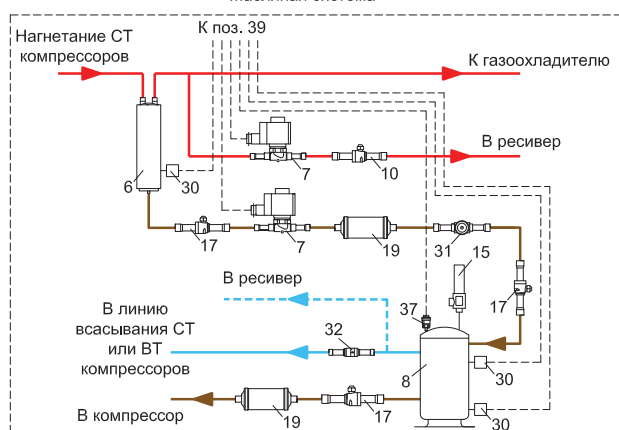 Нагнетание СТ
компрессоров
К поз. 39
К газоохладителю
В ресивер
6
30
7
10
17
7
19
31
15
17
В ресивер
37
В линию
всасывания СТ
или ВТ
компрессоров
32
8
30
В компрессор
19
17
30